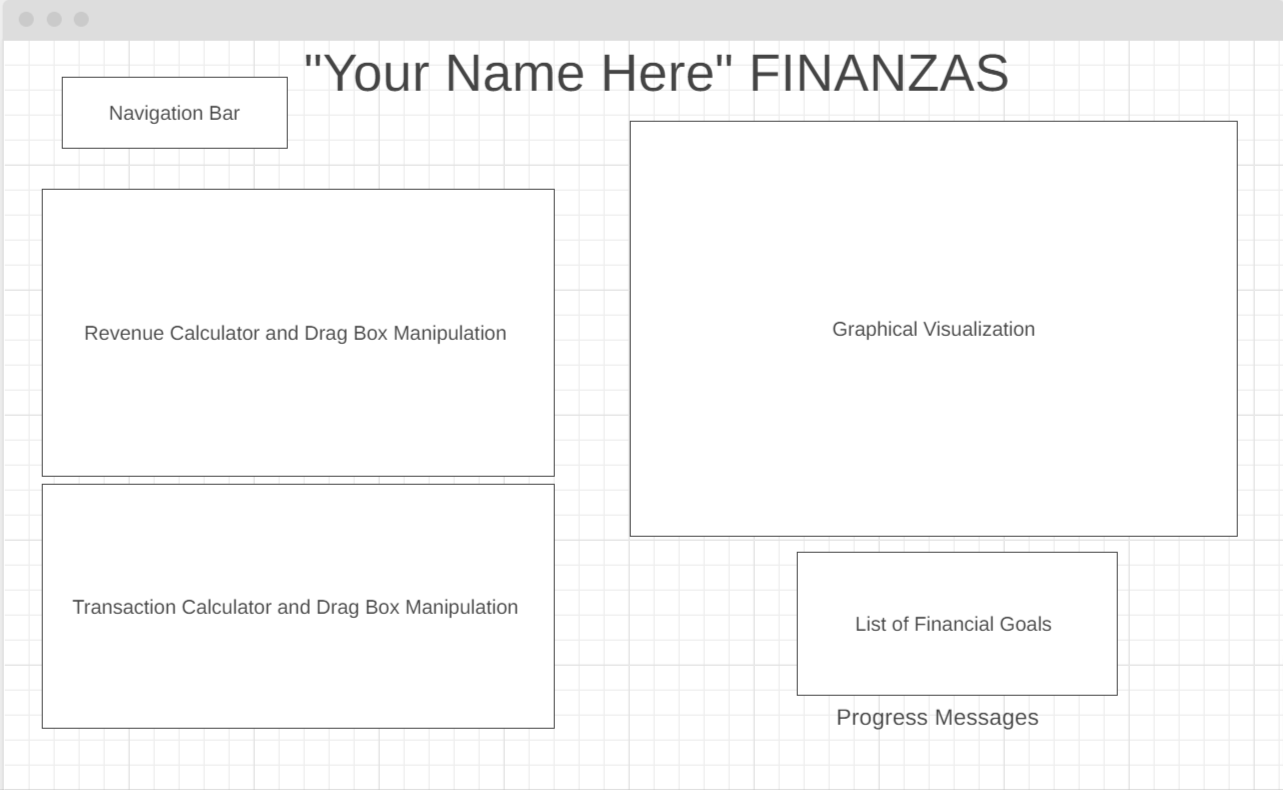 "Your Name Here" FINANZAS
Navigation Bar
Revenue Calculator and Drag Box Manipulation
Graphical Visualization
Transaction Calculator and Drag Box Manipulation
List of Financial Goals
Progress Messages